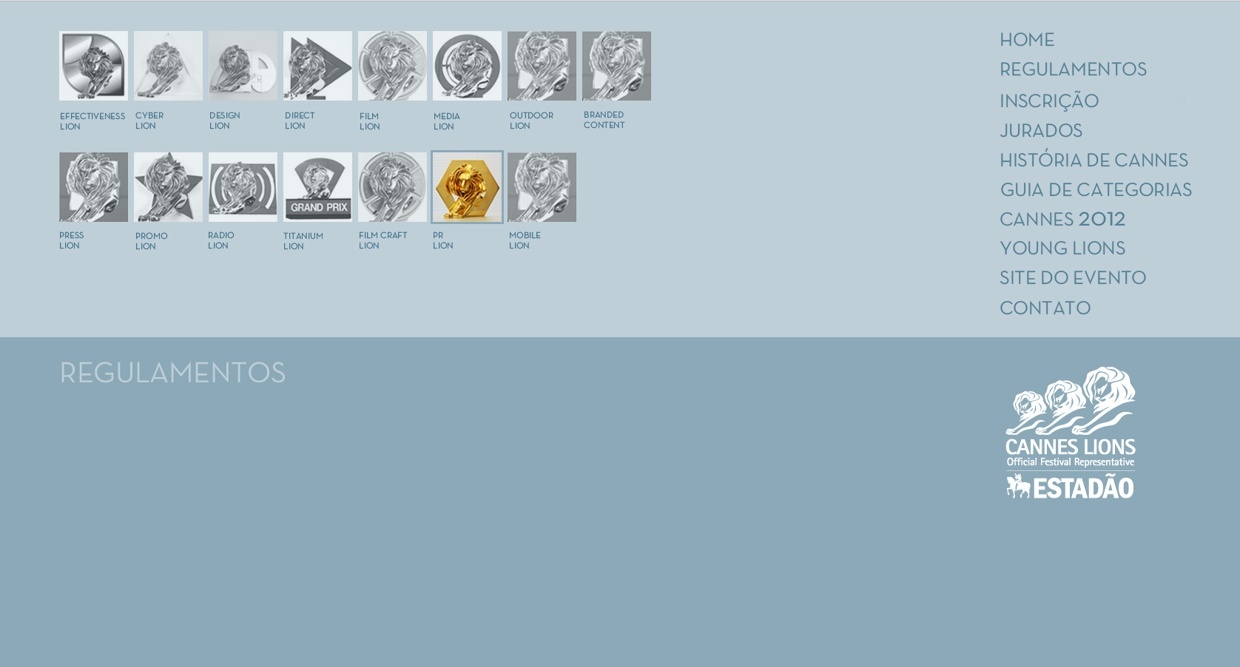 EFFECTIVENESS
LION
CYBER
LION
DESIGN
LION
DIRECT
LION
FILM
LION
MEDIA
LION
OUTDOOR
LION
BRANDED
CONTENT
GRAND PRIX
PRESS
LION
PROMO
LION
RADIO
LION
TITANIUM
LION
FILM CRAFT
LION
PR
LION
MOBILE
LION
HOME
REGULAMENTOS
INSCRIÇÃO
JURADOS
HISTÓRIA DE CANNES
GUIA DE CATEGORIAS
CANNES 2012
YOUNG LIONS
SITE DO EVENTO
CONTATO
REGULAMENTOS
CANNES LIONS
Official Festival Representative
ESTADÃO